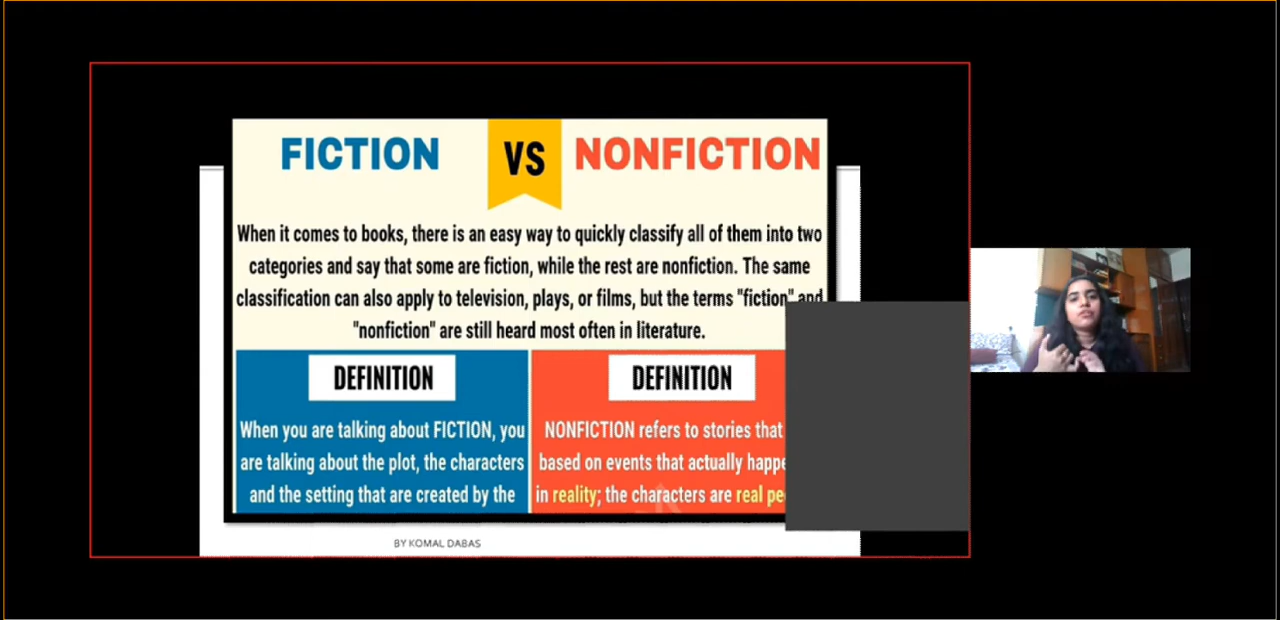 FICTION VS NONFICTION
When it comes to books, there is an easy way to quickly classify all of them into two
categories and say that some are fiction, while the rest are nonfiction. The same
classification can also apply to television, plays, or films, but the terms "fiction" and
"nonfiction" are still heard most often in literature.
DEFINITION
When you are talking about FICTION, you
are talking about the plot, the characters
and the setting that are created by the
DEFINITION
NONFICTION refers to stories that
based on events that actually
in reality; the characters are real
BY KOMAL DABAS